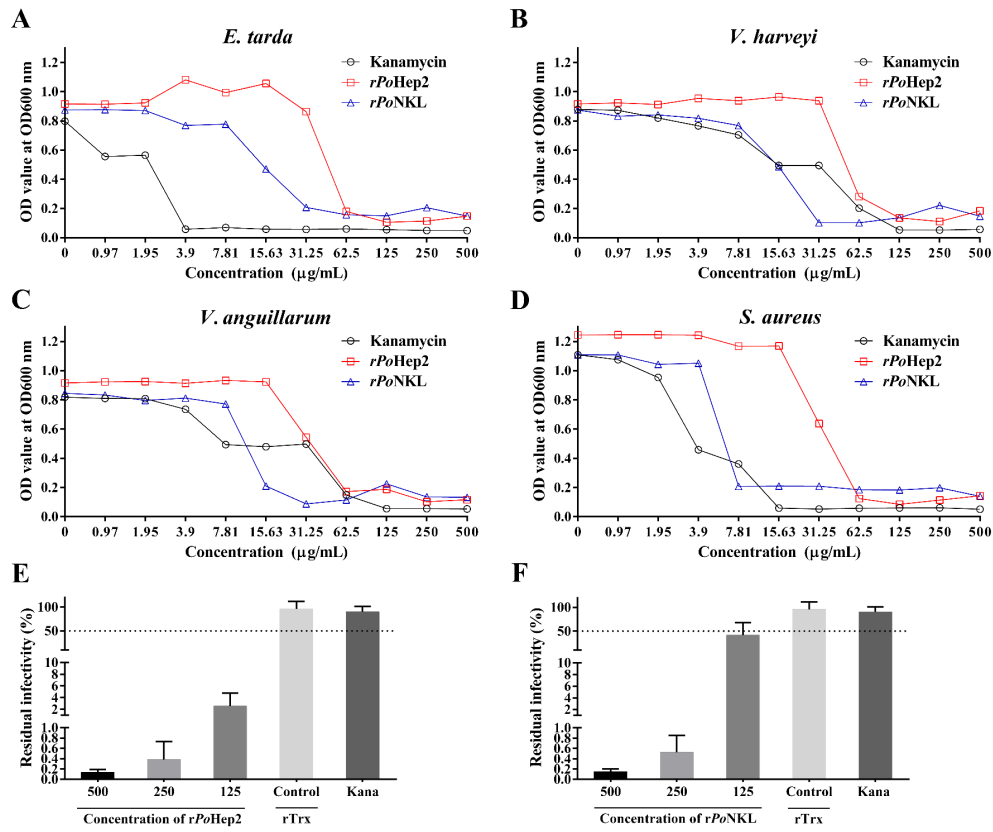 A
E. tarda
Kanamycin
rPoHep2
rPoNKL
OD value at OD600 nm
1.2
1.0
0.8
0.6
0.4
0.2
0.0
0 0.97 1.95 3.9 7.81 15.63 31.25 62.5 125 250 500
Concentration (μg/mL)
B
V. harveyi
Kanamycin
rPoHep2
rPoNKL
OD value at OD600 nm
1.2
1.0
0.8
0.6
0.4
0.2
0.0
0 0.97 1.95 3.9 7.81 15.63 31.25 62.5 125 250 500
Concentration (μg/mL)
C
V. anguillarum
Kanamycin
rPoHep2
rPoNKL
OD value at OD600 nm
1.2
1.0
0.8
0.6
0.4
0.2
0.0
0 0.97 1.95 3.9 7.81 15.63 31.25 62.5 125 250 500
Concentration (μg/mL)
D
S. aureus
Kanamycin
rPoHep2
rPoNKL
OD value at OD600 nm
1.2
1.0
0.8
0.6
0.4
0.2
0.0
0 0.97 1.95 3.9 7.81 15.63 31.25 62.5 125 250 500
Concentration (μg/mL)
E
Residual infectivity (%)
100
50
10
8
6
4
2
1.0
0.8
0.6
0.4
0.2
0.0
500 250 125 Control Kana
Concentration of rPoHep2 rTrx
F
Residual infectivity (%)
100
50
10
8
6
4
2
1.0
0.8
0.6
0.4
0.2
0.0
500 250 125 Control Kana
Concentration of rPoNKL rTrx